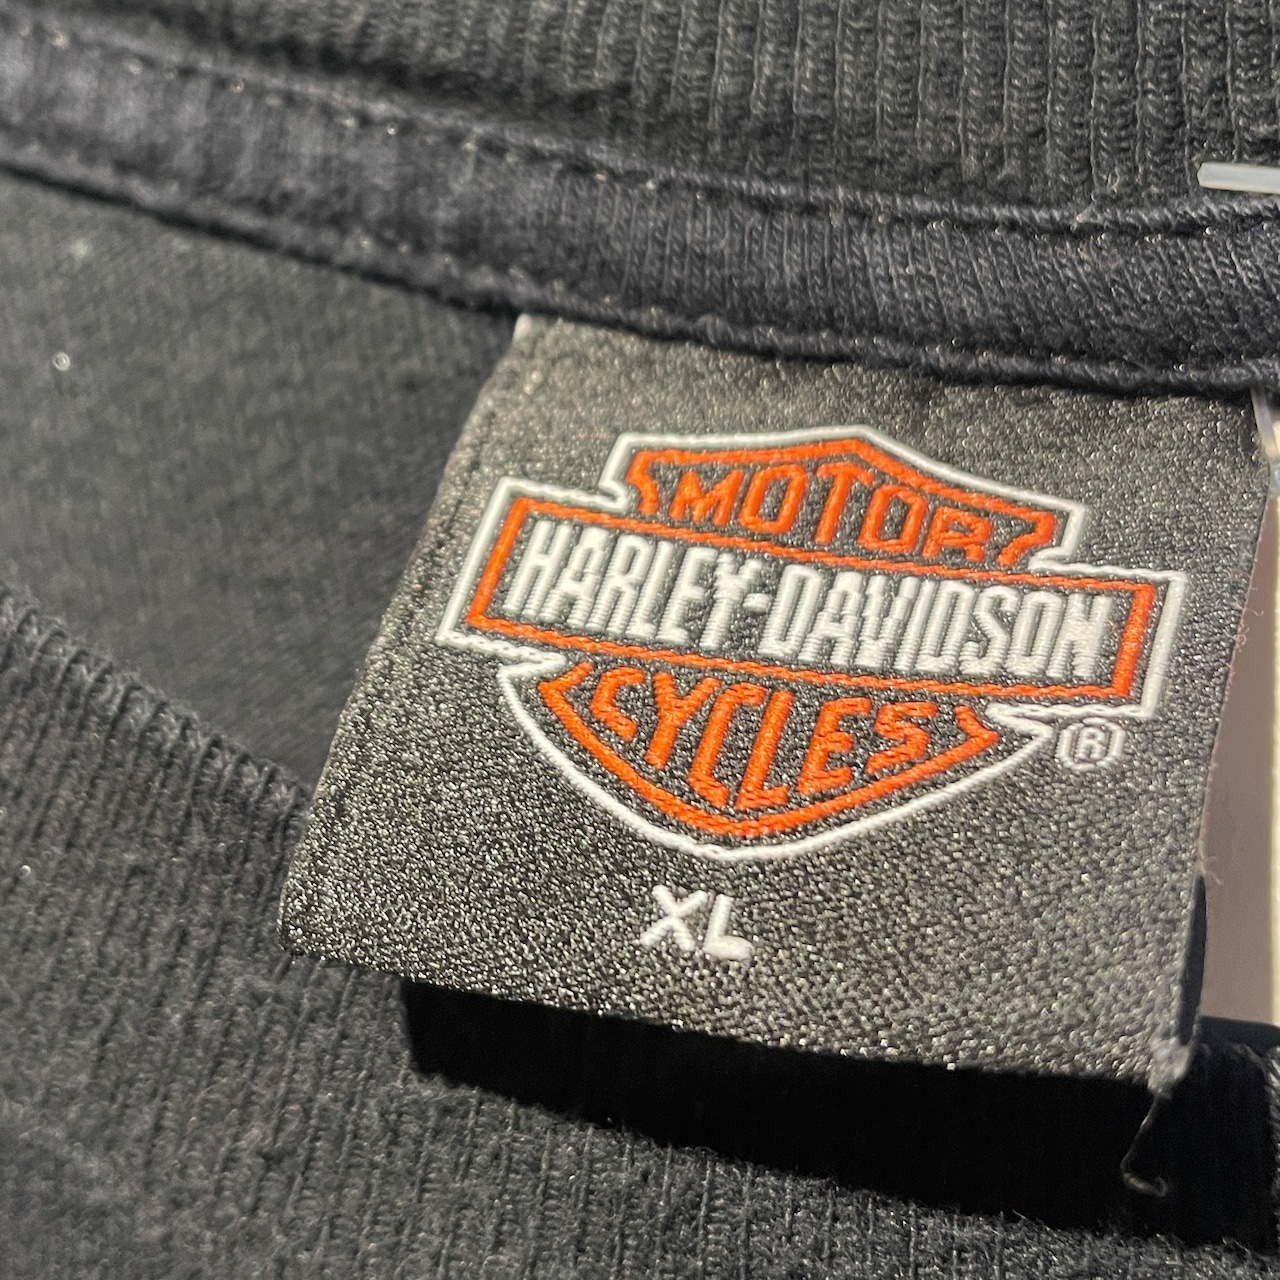 MOTOR
HARLEY-DAVIDSON
CYCLES
®
XL